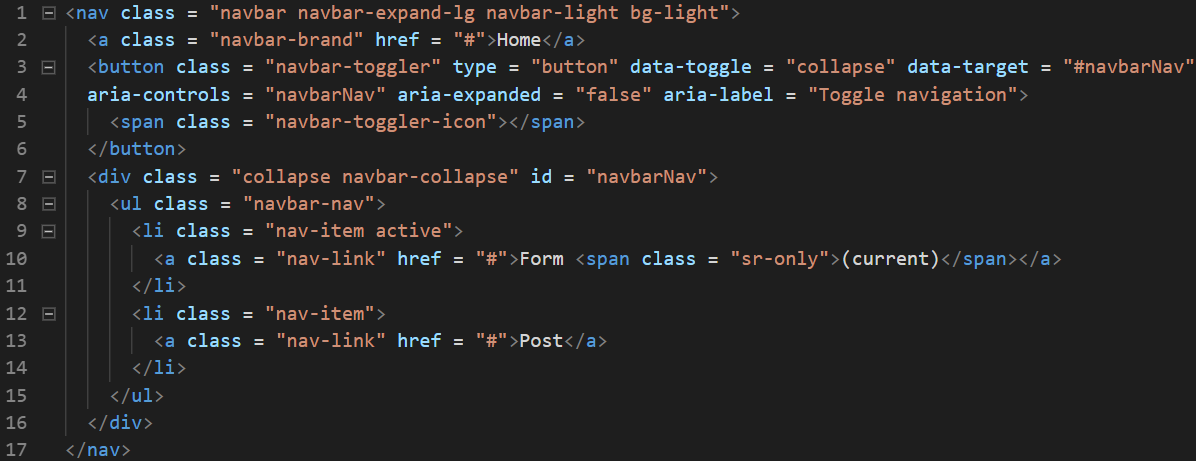 1 <nav class = "navbar navbar-expand-lg navbar-light bg-light">
2   <a class = "navbar-brand" href = "#">Home</a>
3   <button class = "navbar-toggler" type = "button" data-toggle = "collapse" data-target = "#navbarNav"
4   aria-controls = "navbarNav" aria-expanded = "false" aria-label = "Toggle navigation">
5     <span class = "navbar-toggler-icon"></span>
6   </button>
7   <div class = "collapse navbar-collapse" id = "navbarNav">
8     <ul class = "navbar-nav">
9       <li class = "nav-item active">
10         <a class = "nav-link" href = "#">Form <span class = "sr-only">(current)</span></a>
11       </li>
12       <li class = "nav-item">
13         <a class = "nav-link" href = "#">Post</a>
14       </li>
15     </ul>
16   </div>
17 </nav>